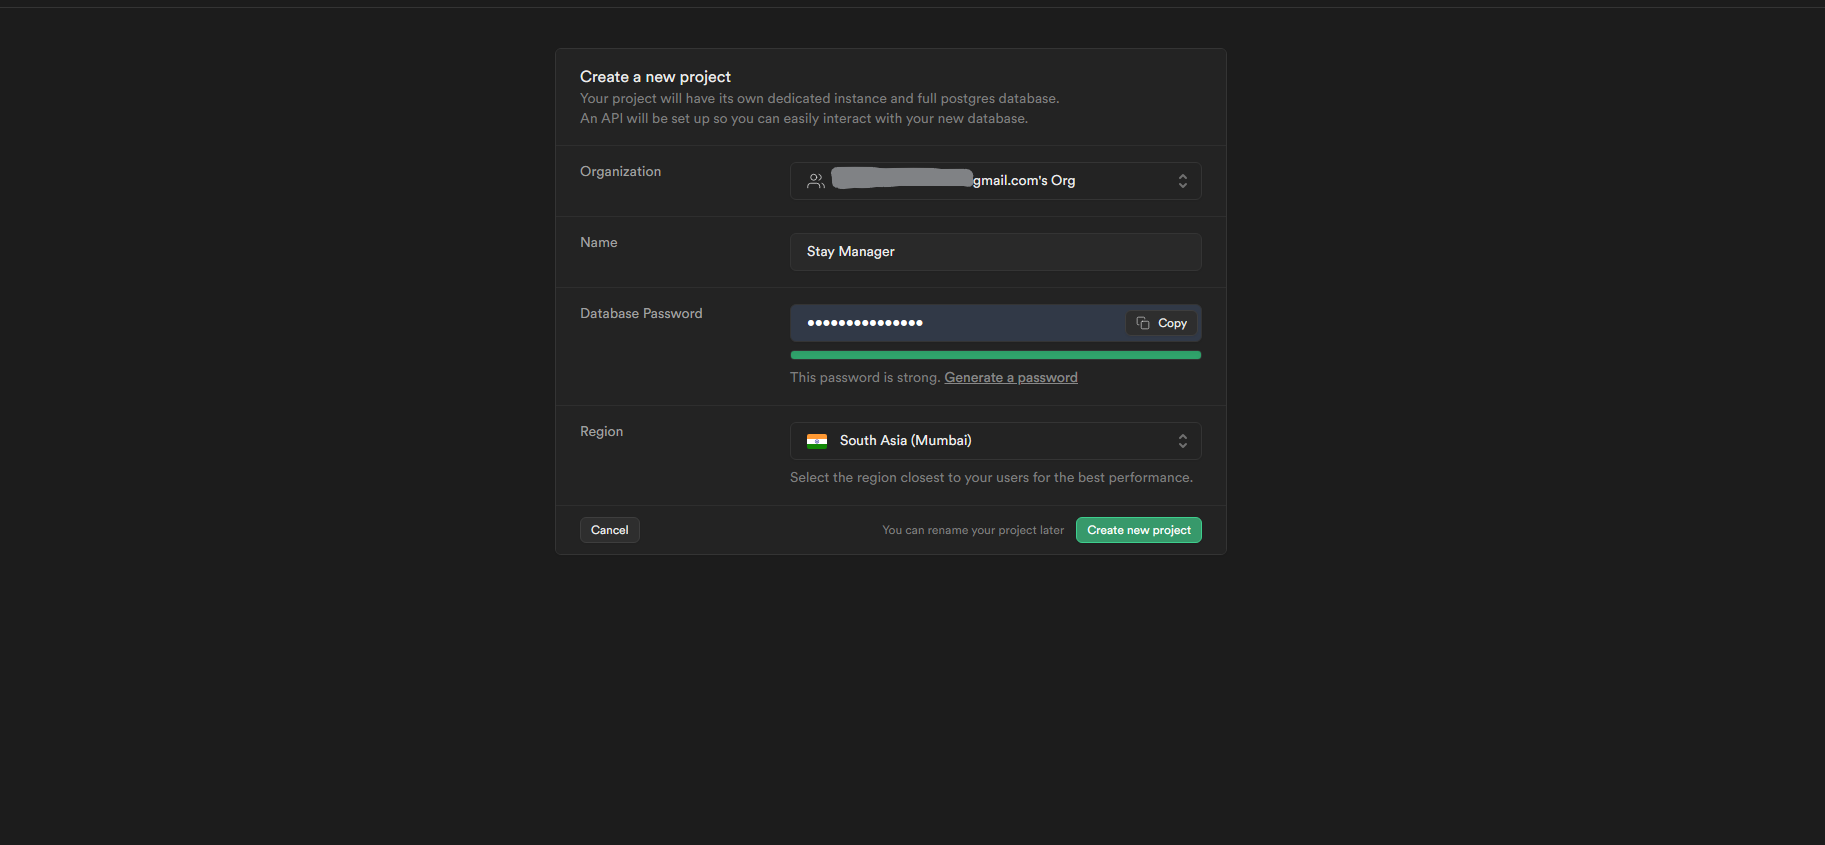 Create a new project
Your project will have its own dedicated instance and full postgres database.
An API will be set up so you can easily interact with your new database.
Organization
gmail.com's Org
Name
Stay Manager
Database Password
•••••••••••••••
Copy
This password is strong. Generate a password
Region
South Asia (Mumbai)
Select the region closest to your users for the best performance.
Cancel
You can rename your project later
Create new project